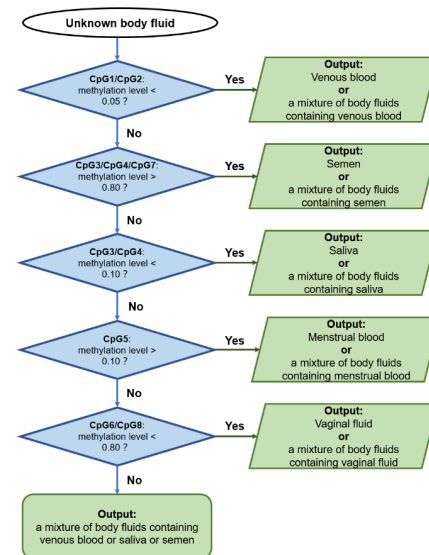 Unknown body fluid
CpG1/CpG2:
methylation level <
0.05 ?
Yes
Output:
Venous blood
or
a mixture of body fluids
containing venous blood
No
CpG3/CpG4/CpG7:
methylation level >
0.80 ?
Yes
Output:
Semen
or
a mixture of body fluids
containing semen
No
CpG3/CpG4:
methylation level <
0.10 ?
Yes
Output:
Saliva
or
a mixture of body fluids
containing saliva
No
CpG5:
methylation level >
0.10 ?
Yes
Output:
Menstrual blood
or
a mixture of body fluids
containing menstrual blood
No
CpG6/CpG8:
methylation level <
0.80 ?
Yes
Output:
Vaginal fluid
or
a mixture of body fluids
containing vaginal fluid
No
Output:
a mixture of body fluids containing
venous blood or saliva or semen